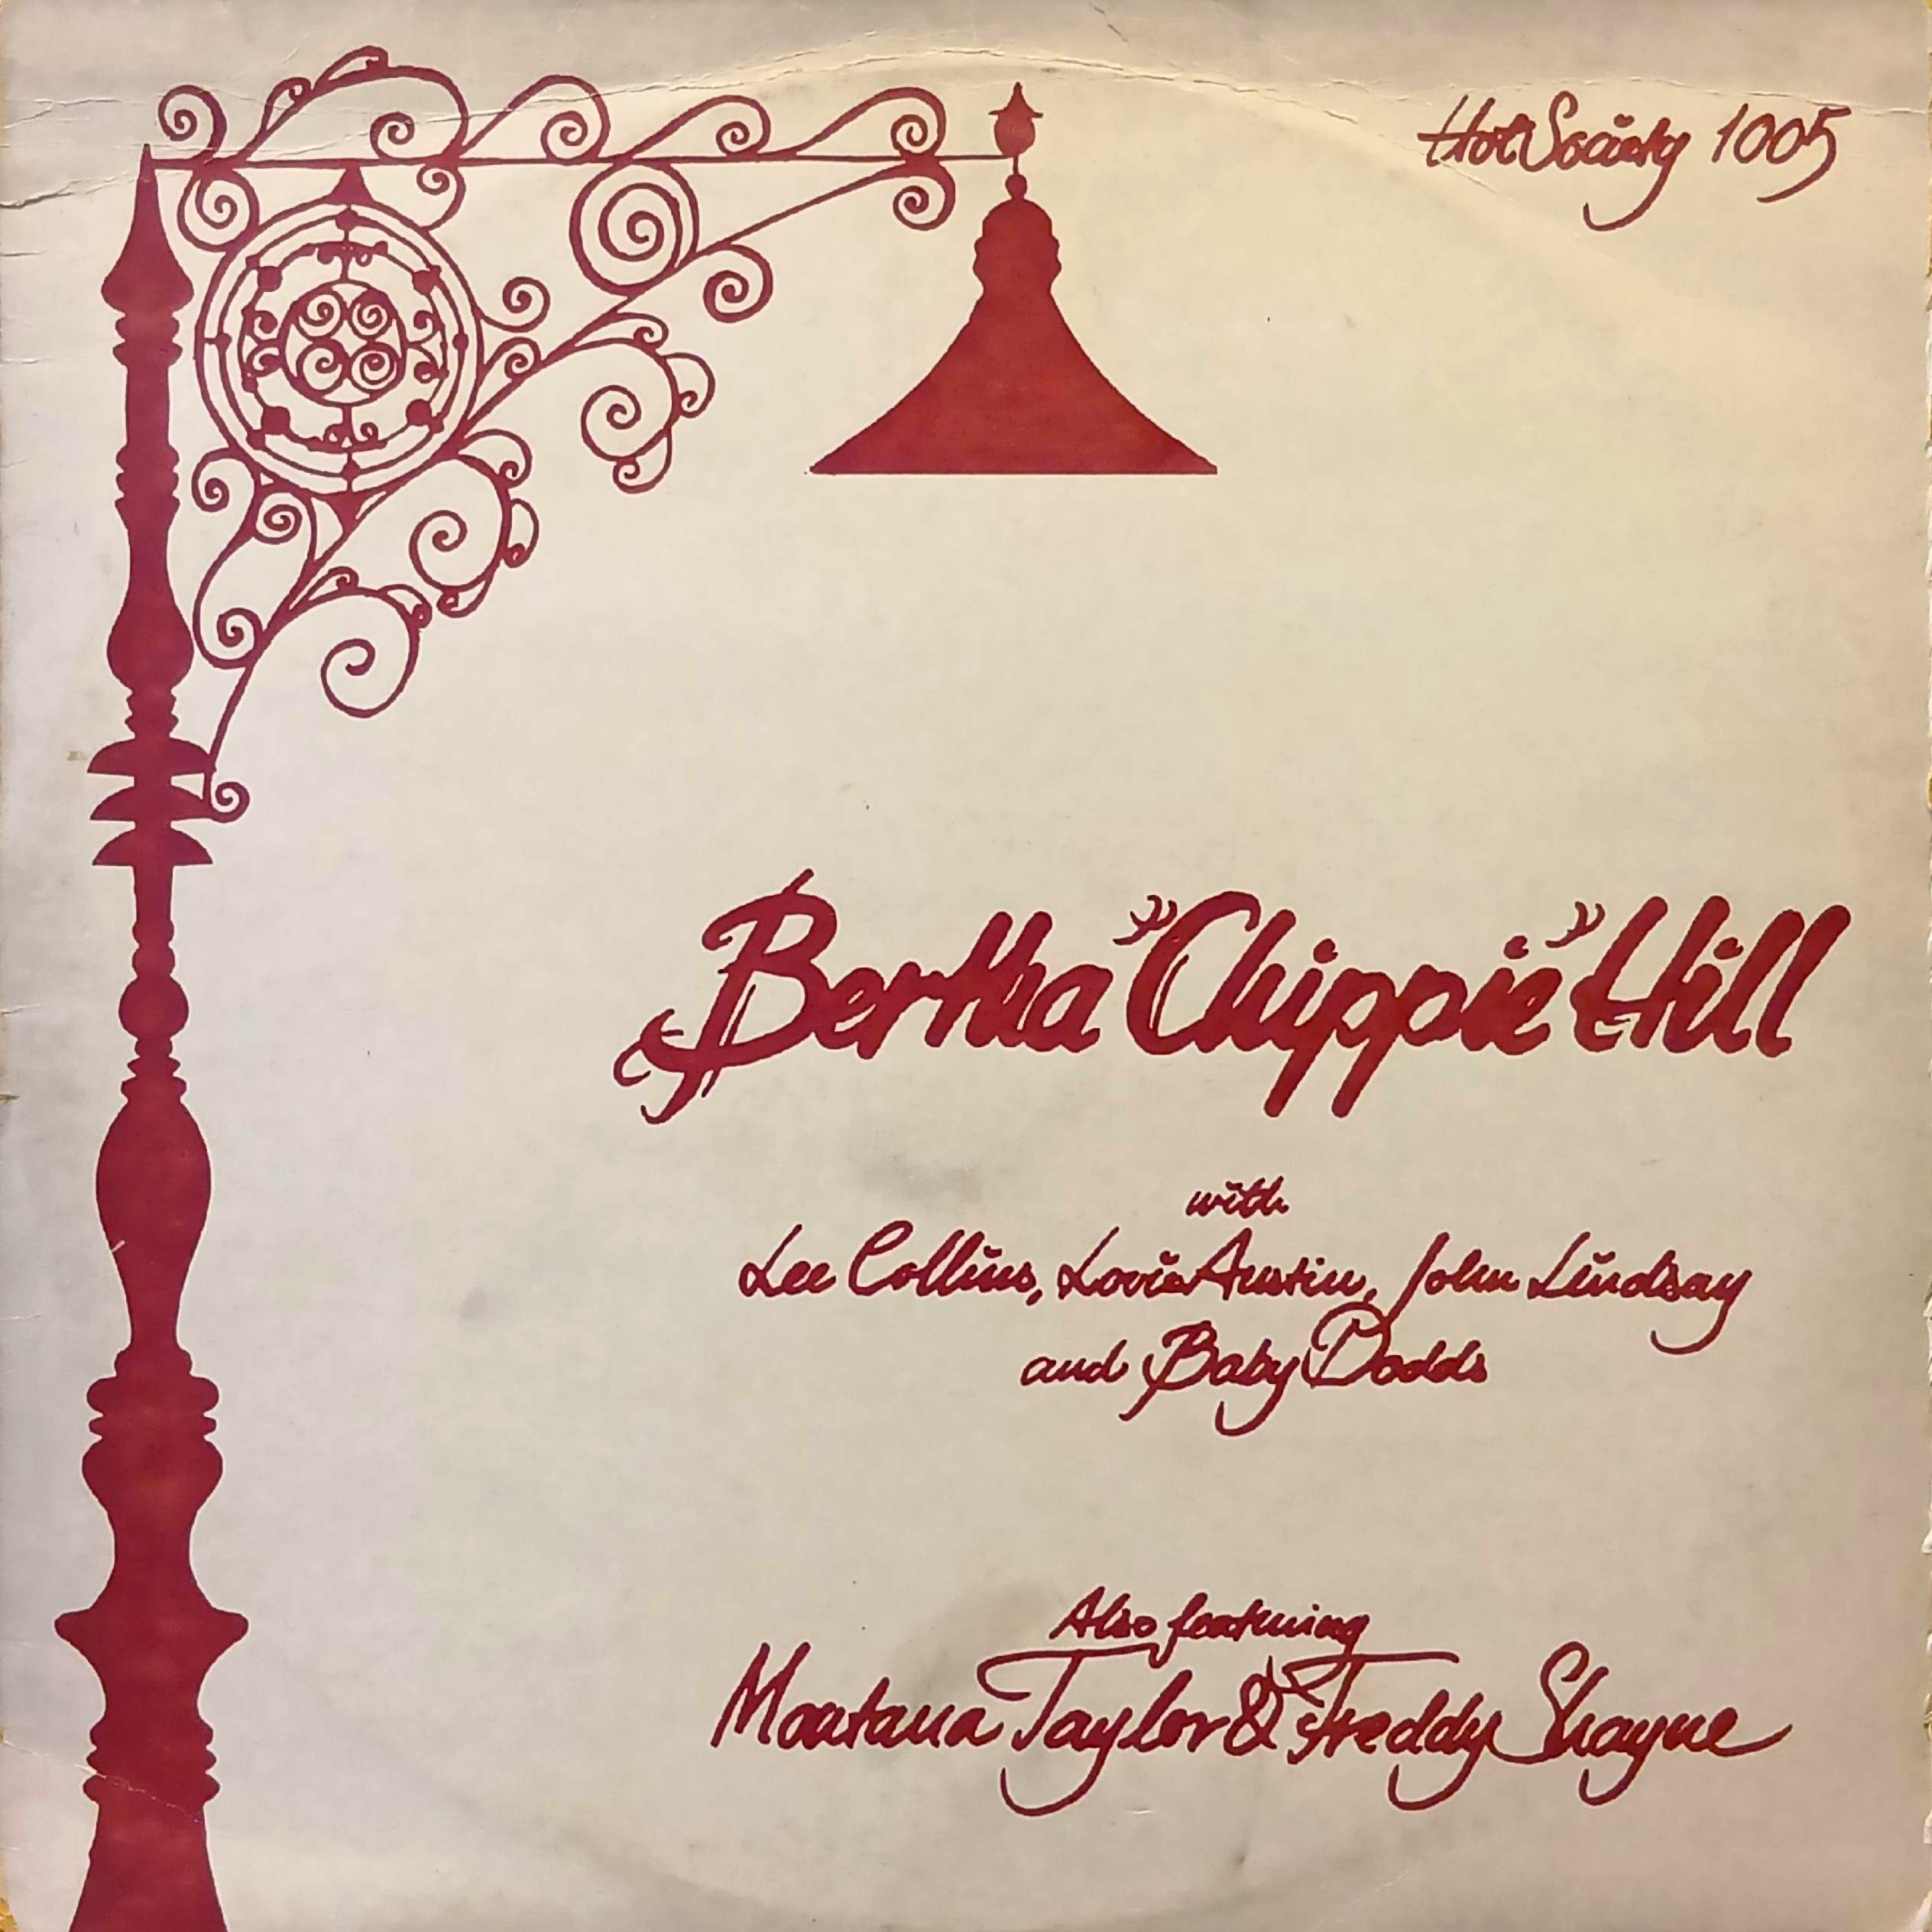 Hot Society 1005
Bertha "Chippie" Hill
with
Lee Collins, Lovie Austin, John Lindsay
and Baby Dodds
Also featuring
Montana Taylor & Freddy Shayne